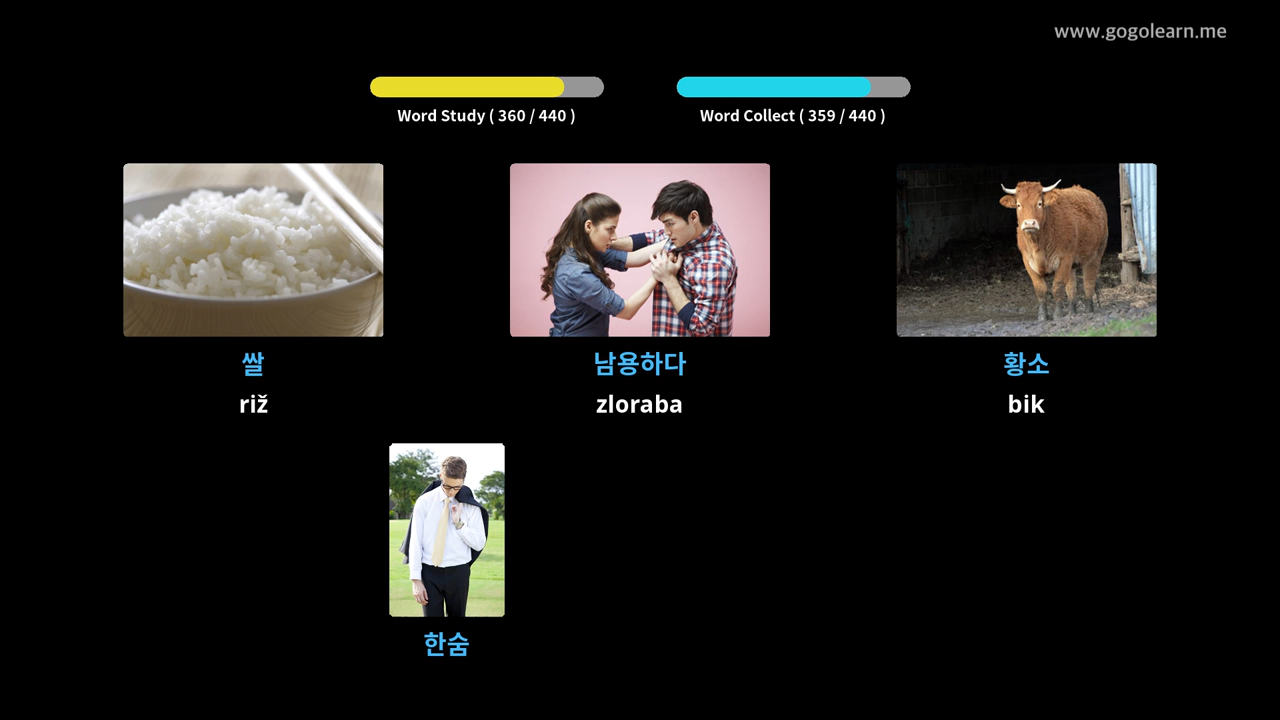 www.gogolearn.me
Word Study ( 360 / 440 )
Word Collect ( 359 / 440 )
쌀
남용하다
황소
riž
zloraba
bik
한숨